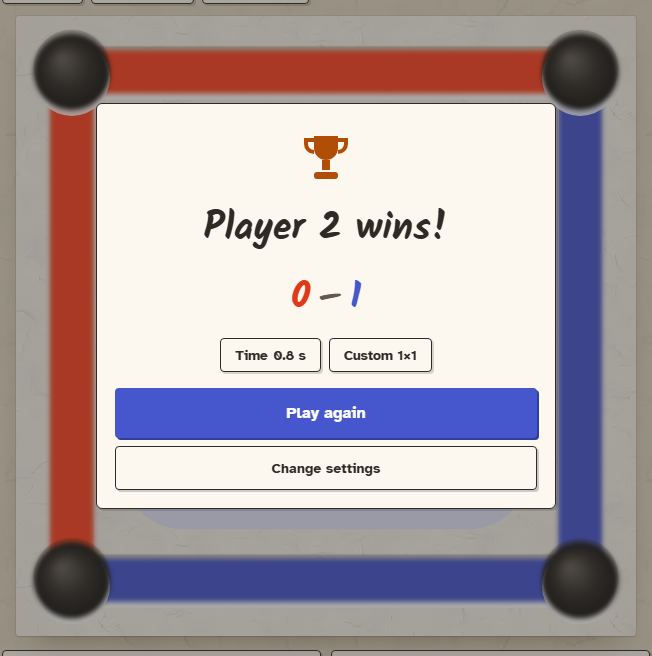 Player 2 wins!
0 – 1
Time 0.8 s
Custom 1×1
Play again
Change settings